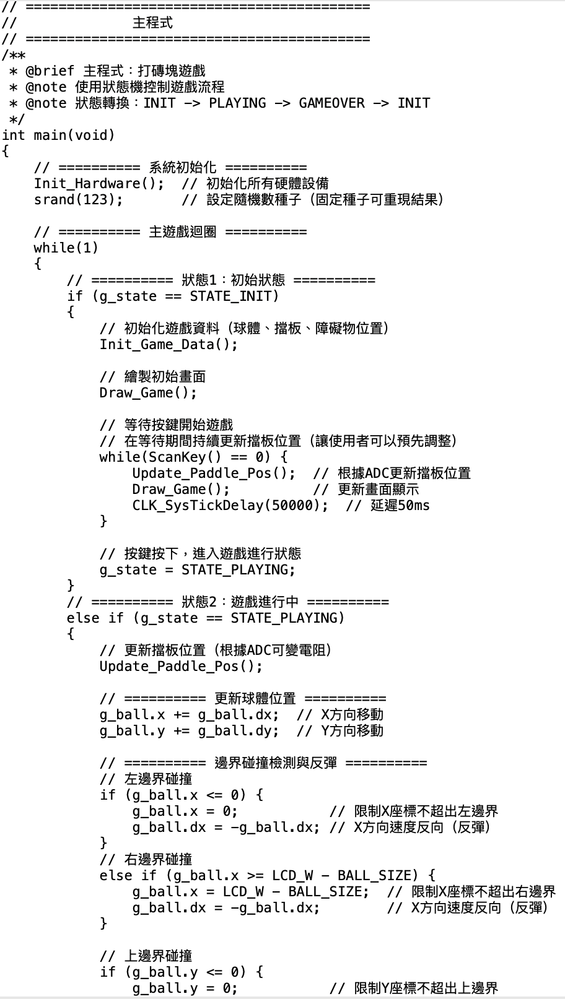 // ==========================================
//              主程式
// ==========================================
/**
 * @brief 主程式：打磚塊遊戲
 * @note 使用狀態機控制遊戲流程
 * @note 狀態轉換：INIT -> PLAYING -> GAMEOVER -> INIT
 */
int main(void)
{
    // ========== 系統初始化 ==========
    Init_Hardware();  // 初始化所有硬體設備
    srand(123);       // 設定隨機數種子（固定種子可重現結果）

    // ========== 主遊戲迴圈 ==========
    while(1)
    {
        // ========== 狀態1：初始狀態 ==========
        if (g_state == STATE_INIT)
        {
            // 初始化遊戲資料（球體、擋板、障礙物位置）
            Init_Game_Data();

            // 繪製初始畫面
            Draw_Game();

            // 等待按鍵開始遊戲
            // 在等待期間持續更新擋板位置（讓使用者可以預先調整）
            while(ScanKey() == 0) {
                Update_Paddle_Pos();  // 根據ADC更新擋板位置
                Draw_Game();          // 更新畫面顯示
                CLK_SysTickDelay(50000);  // 延遲50ms
            }

            // 按鍵按下，進入遊戲進行狀態
            g_state = STATE_PLAYING;
        }
        // ========== 狀態2：遊戲進行中 ==========
        else if (g_state == STATE_PLAYING)
        {
            // 更新擋板位置（根據ADC可變電阻）
            Update_Paddle_Pos();

            // ========== 更新球體位置 ==========
            g_ball.x += g_ball.dx;  // X方向移動
            g_ball.y += g_ball.dy;  // Y方向移動

            // ========== 邊界碰撞檢測與反彈 ==========
            // 左邊界碰撞
            if (g_ball.x <= 0) {
                g_ball.x = 0;           // 限制X座標不超出左邊界
                g_ball.dx = -g_ball.dx; // X方向速度反向（反彈）
            }
            // 右邊界碰撞
            else if (g_ball.x >= LCD_W - BALL_SIZE) {
                g_ball.x = LCD_W - BALL_SIZE;  // 限制X座標不超出右邊界
                g_ball.dx = -g_ball.dx;        // X方向速度反向（反彈）
            }

            // 上邊界碰撞
            if (g_ball.y <= 0) {
                g_ball.y = 0;           // 限制Y座標不超出上邊界